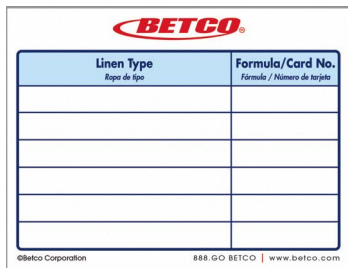 BETCO®
Linen Type
Ropa de tipo
Formula/Card No.
Fórmula / Número de tarjeta
©Betco Corporation
888.GO BETCO | www.betco.com